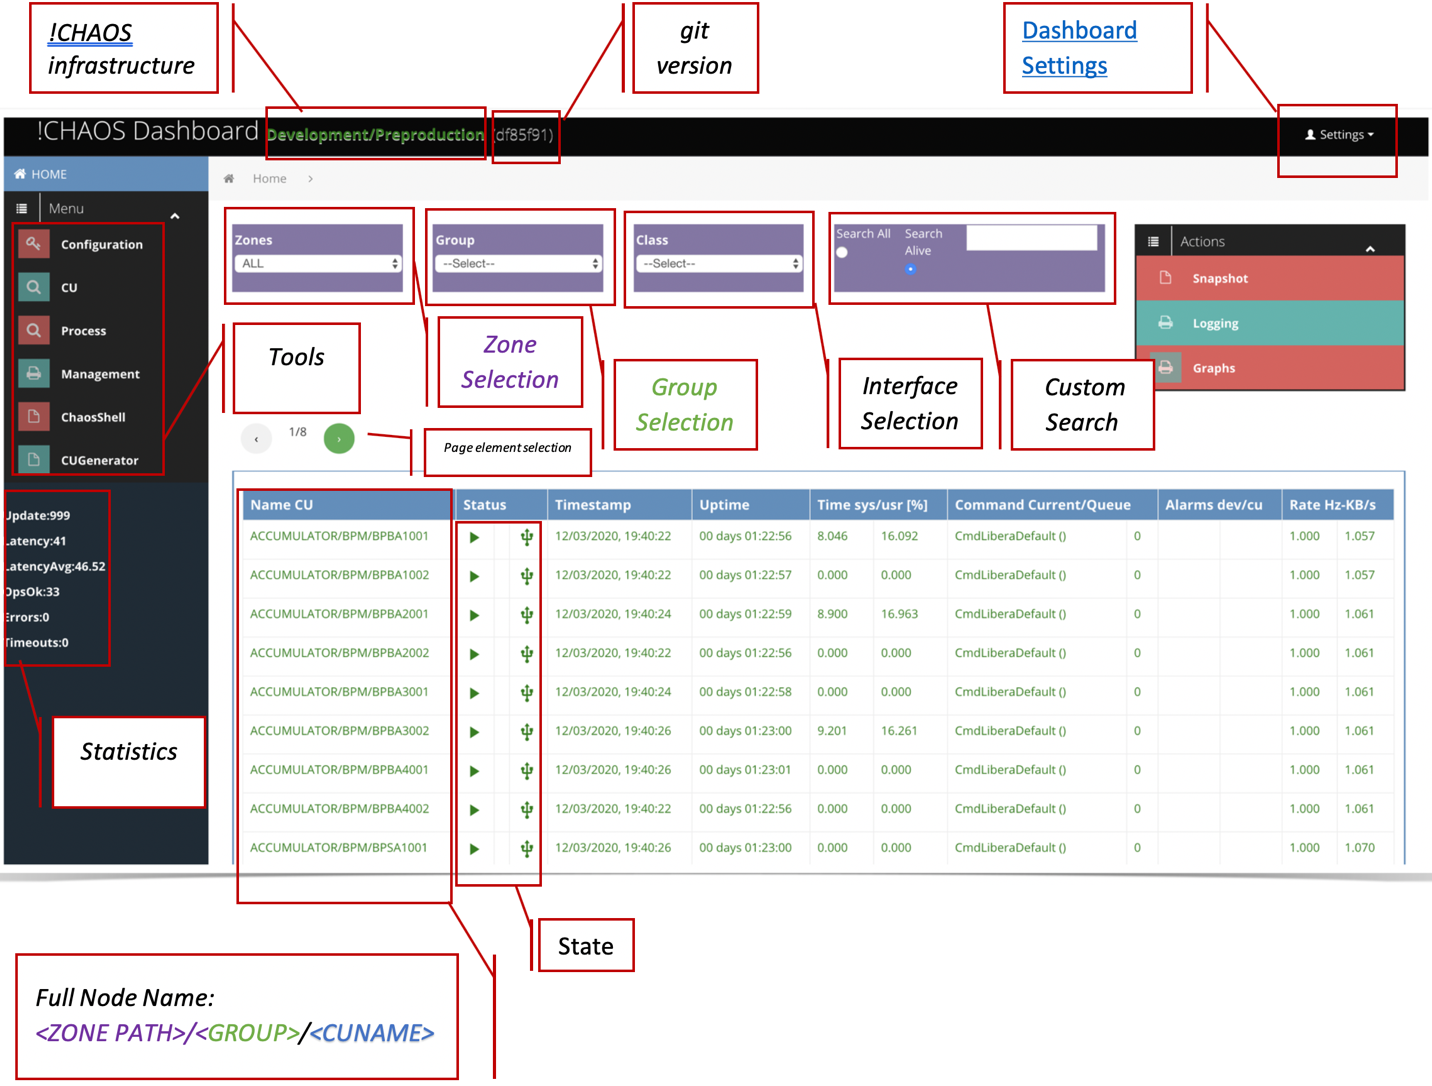 !CHAOS
infrastructure
git
version
Dashboard
Settings
!CHAOS Dashboard Development/Preproduction (df85f91)
Settings
HOME
Home >
Menu
Configuration
CU
Process
Management
ChaosShell
CUGenerator
Zones
ALL
Group
--Select--
Class
--Select--
Search All
Search
Alive
Actions
Snapshot
Logging
Graphs
Tools
Zone
Selection
Group
Selection
Interface
Selection
Custom
Search
‹ 1/8 ›
Page element selection
Update:999
Latency:41
LatencyAvg:46.52
OpsOk:33
Errors:0
Timeouts:0
Statistics
Name CU Status Timestamp Uptime Time sys/usr [%] Command Current/Queue Alarms dev/cu Rate Hz-KB/s
ACCUMULATOR/BPM/BPBA1001 12/03/2020, 19:40:22 00 days 01:22:56 8.046 16.092 CmdLiberaDefault () 0 1.000 1.057
ACCUMULATOR/BPM/BPBA1002 12/03/2020, 19:40:22 00 days 01:22:57 0.000 0.000 CmdLiberaDefault () 0 1.000 1.057
ACCUMULATOR/BPM/BPBA2001 12/03/2020, 19:40:24 00 days 01:22:59 8.900 16.963 CmdLiberaDefault () 0 1.000 1.061
ACCUMULATOR/BPM/BPBA2002 12/03/2020, 19:40:22 00 days 01:22:56 0.000 0.000 CmdLiberaDefault () 0 1.000 1.061
ACCUMULATOR/BPM/BPBA3001 12/03/2020, 19:40:24 00 days 01:22:58 0.000 0.000 CmdLiberaDefault () 0 1.000 1.061
ACCUMULATOR/BPM/BPBA3002 12/03/2020, 19:40:26 00 days 01:23:00 9.201 16.261 CmdLiberaDefault () 0 1.000 1.061
ACCUMULATOR/BPM/BPBA4001 12/03/2020, 19:40:26 00 days 01:23:01 0.000 0.000 CmdLiberaDefault () 0 1.000 1.061
ACCUMULATOR/BPM/BPBA4002 12/03/2020, 19:40:22 00 days 01:22:56 0.000 0.000 CmdLiberaDefault () 0 1.000 1.061
ACCUMULATOR/BPM/BPSA1001 12/03/2020, 19:40:26 00 days 01:23:00 0.000 0.000 CmdLiberaDefault () 0 1.000 1.070
State
Full Node Name:
<ZONE PATH>/<GROUP>/<CUNAME>